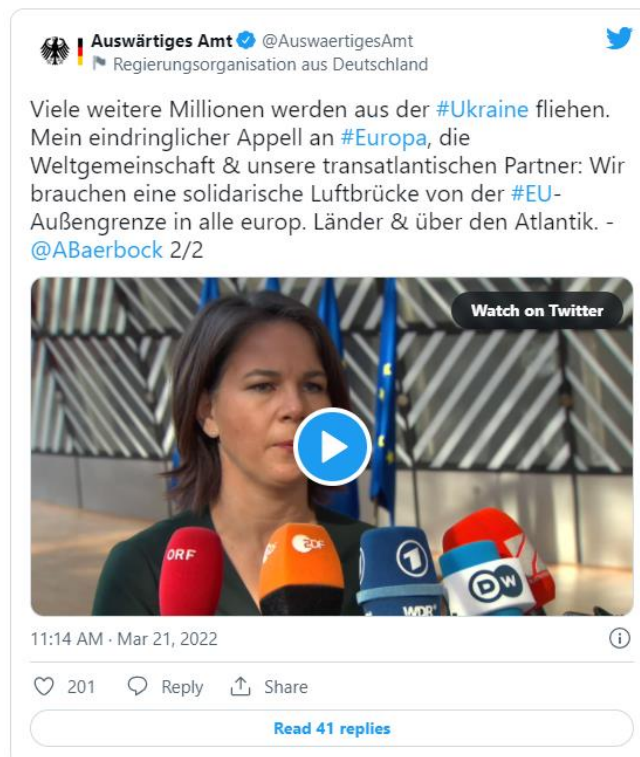 Auswärtiges Amt @AuswaertigesAmt
Regierungsorganisation aus Deutschland
Viele weitere Millionen werden aus der #Ukraine fliehen.
Mein eindringlicher Appell an #Europa, die
Weltgemeinschaft & unsere transatlantischen Partner: Wir
brauchen eine solidarische Luftbrücke von der #EU-
Außengrenze in alle europ. Länder & über den Atlantik. -
@ABaerbock 2/2
Watch on Twitter
ORF
ZDF
1
DW
WDR
11:14 AM · Mar 21, 2022
201 Reply Share
Read 41 replies